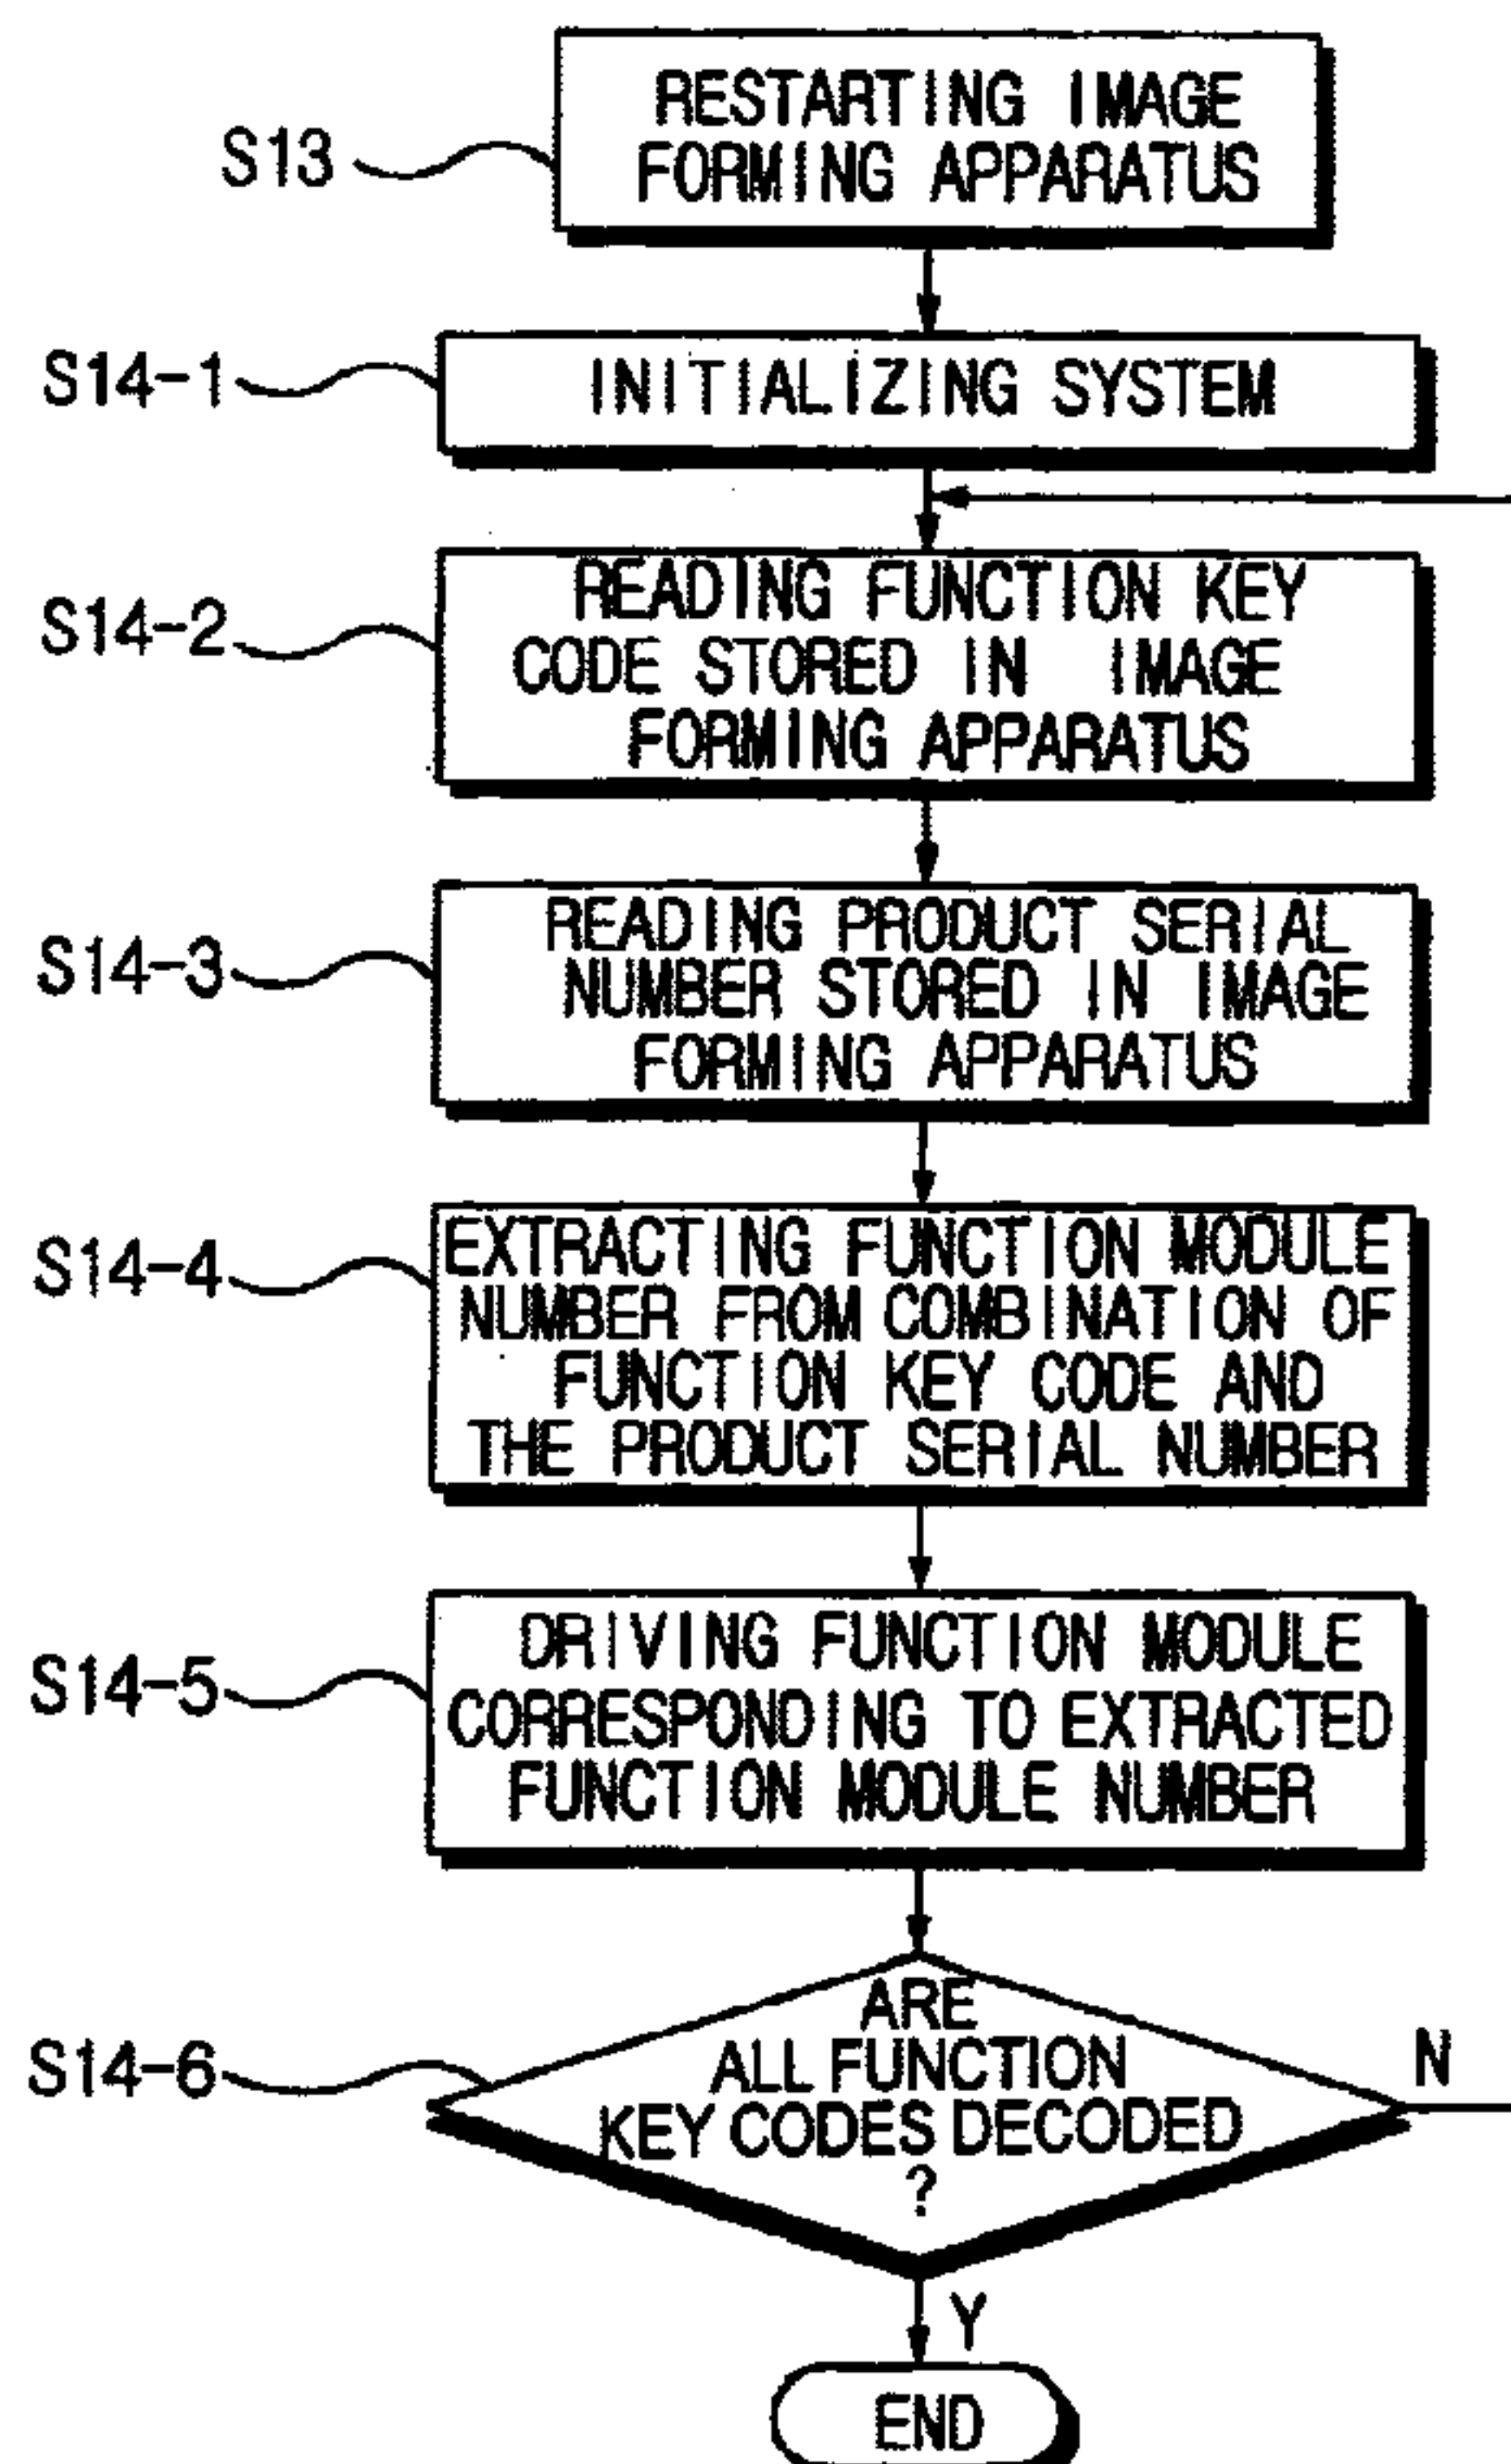 RESTARTING IMAGE
FORMING APPARATUS
S13
S14-1
INITIALIZING SYSTEM
READING FUNCTION KEY
S14-2
CODE STORED IN IMAGE
FORMING APPARATUS
READING PRODUCT SERIAL
S14-3
NUMBER STORED IN IMAGE
FORMING APPARATUS
EXTRACTING FUNCTION MODULE
S14-4
NUMBER FROM COMBINATION OF
FUNCTION KEY CODE AND
THE PRODUCT SERIAL NUMBER
DRIVING FUNCTION MODULE
S14-5
CORRESPONDING TO EXTRACTED
FUNCTION MODULE NUMBER
ARE
S14-6
ALL FUNCTION
N
KEY CODES DECODED
?
Y
END